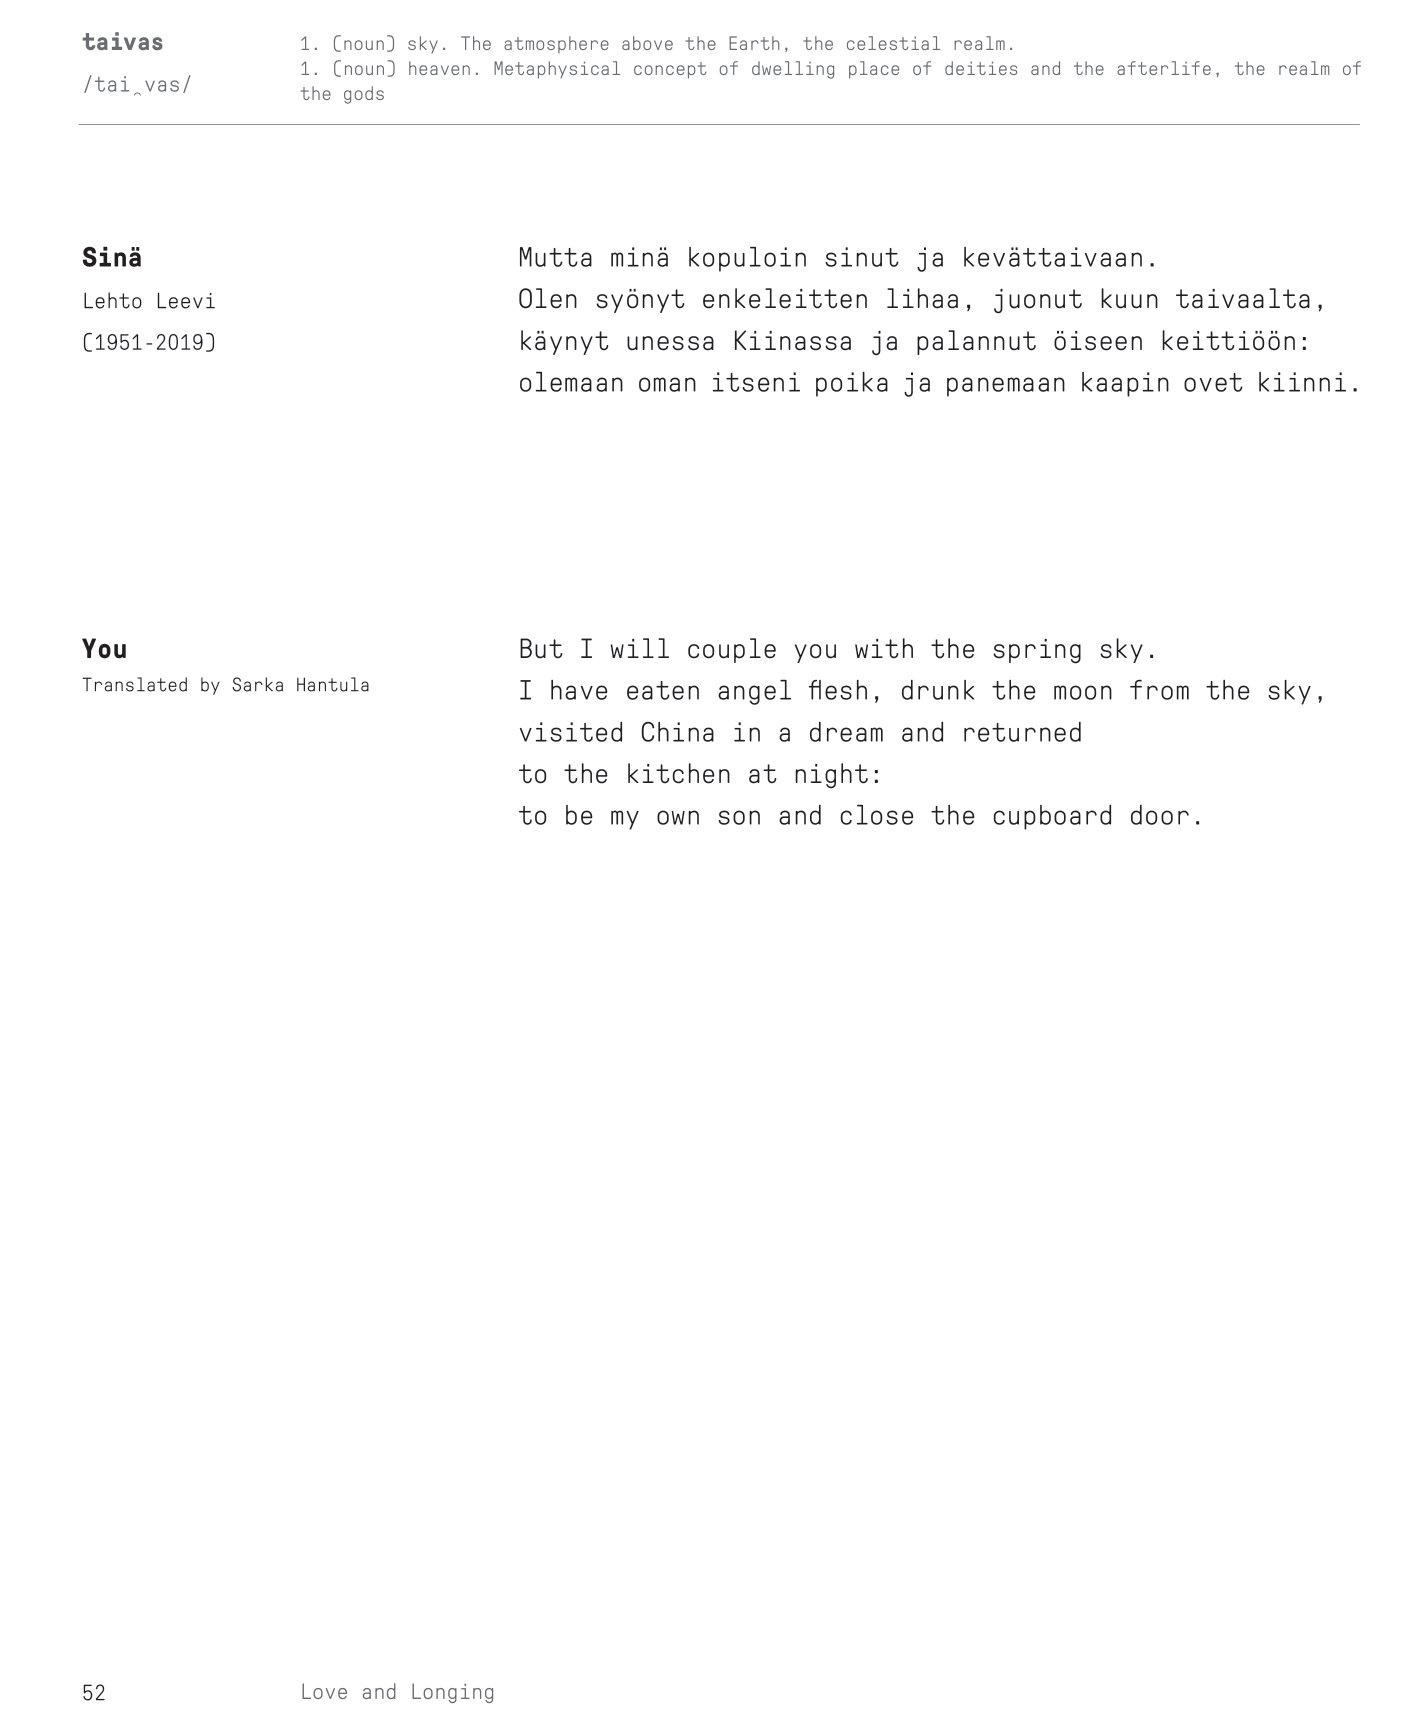 taivas
/tai‿vas/
1. (noun) sky. The atmosphere above the Earth, the celestial realm.
1. (noun) heaven. Metaphysical concept of dwelling place of deities and the afterlife, the realm of
the gods
Sinä
Lehto Leevi
(1951-2019)
Mutta minä kopuloin sinut ja kevättaivaan.
Olen syönyt enkeleitten lihaa, juonut kuun taivaalta,
käynyt unessa Kiinassa ja palannut öiseen keittiöön:
olemaan oman itseni poika ja panemaan kaapin ovet kiinni.
You
Translated by Sarka Hantula
But I will couple you with the spring sky.
I have eaten angel flesh, drunk the moon from the sky,
visited China in a dream and returned
to the kitchen at night:
to be my own son and close the cupboard door.
52
Love and Longing